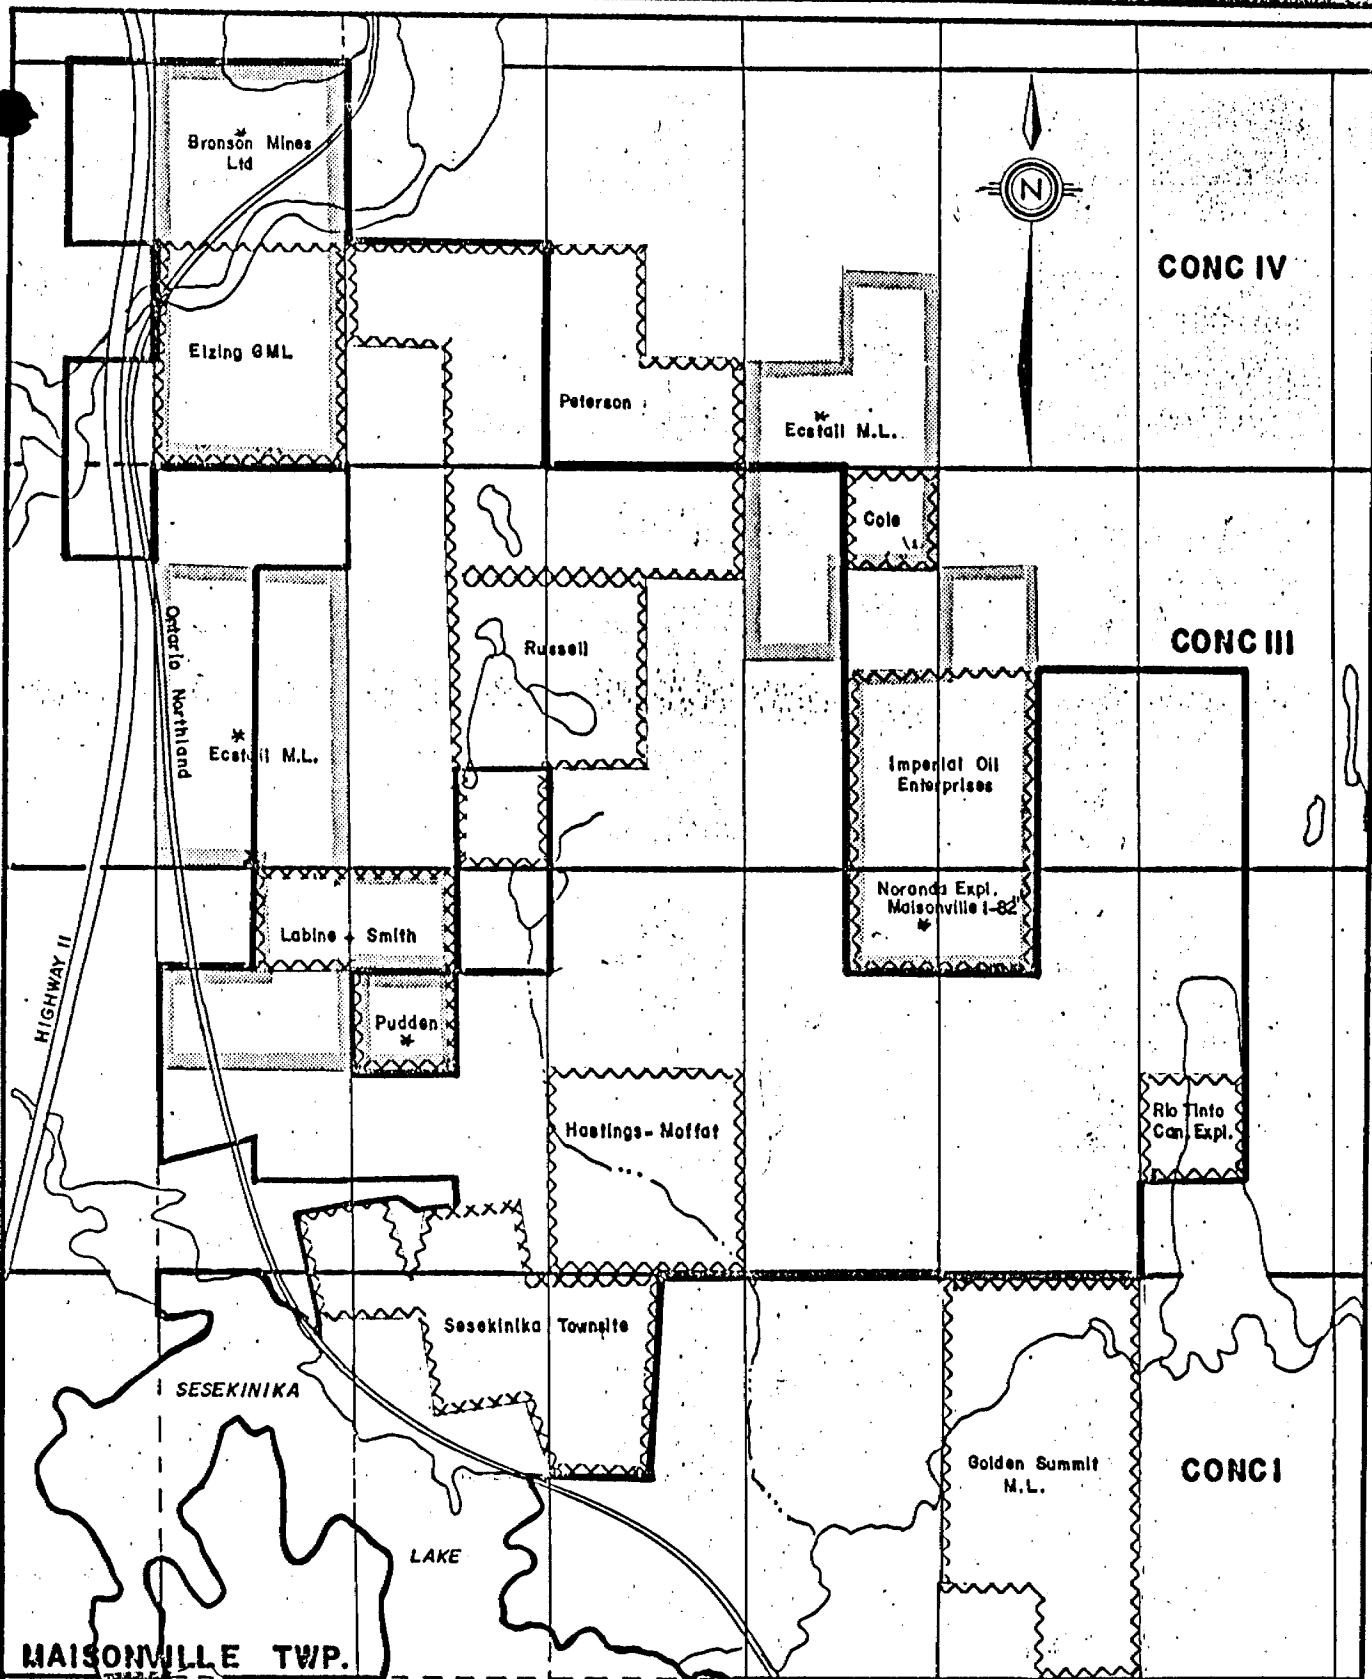 Bronson Mines
Ltd
N
CONC IV
Elzing GML
Peterson
Ecstall M.L.
Cole
CONC III
Ontario Northland
Russell
Ecstall M.L.
Imperial Oil
Enterprises
Noranda Expl.
Maisonville 1-82
Labine + Smith
HIGHWAY 11
Pudden
Hastings-Moffat
Rio Tinto
Can. Expl.
Sesekinika Townsite
SESEKINIKA
Golden Summit
M.L.
CONC I
LAKE
MAISONVILLE TWP.